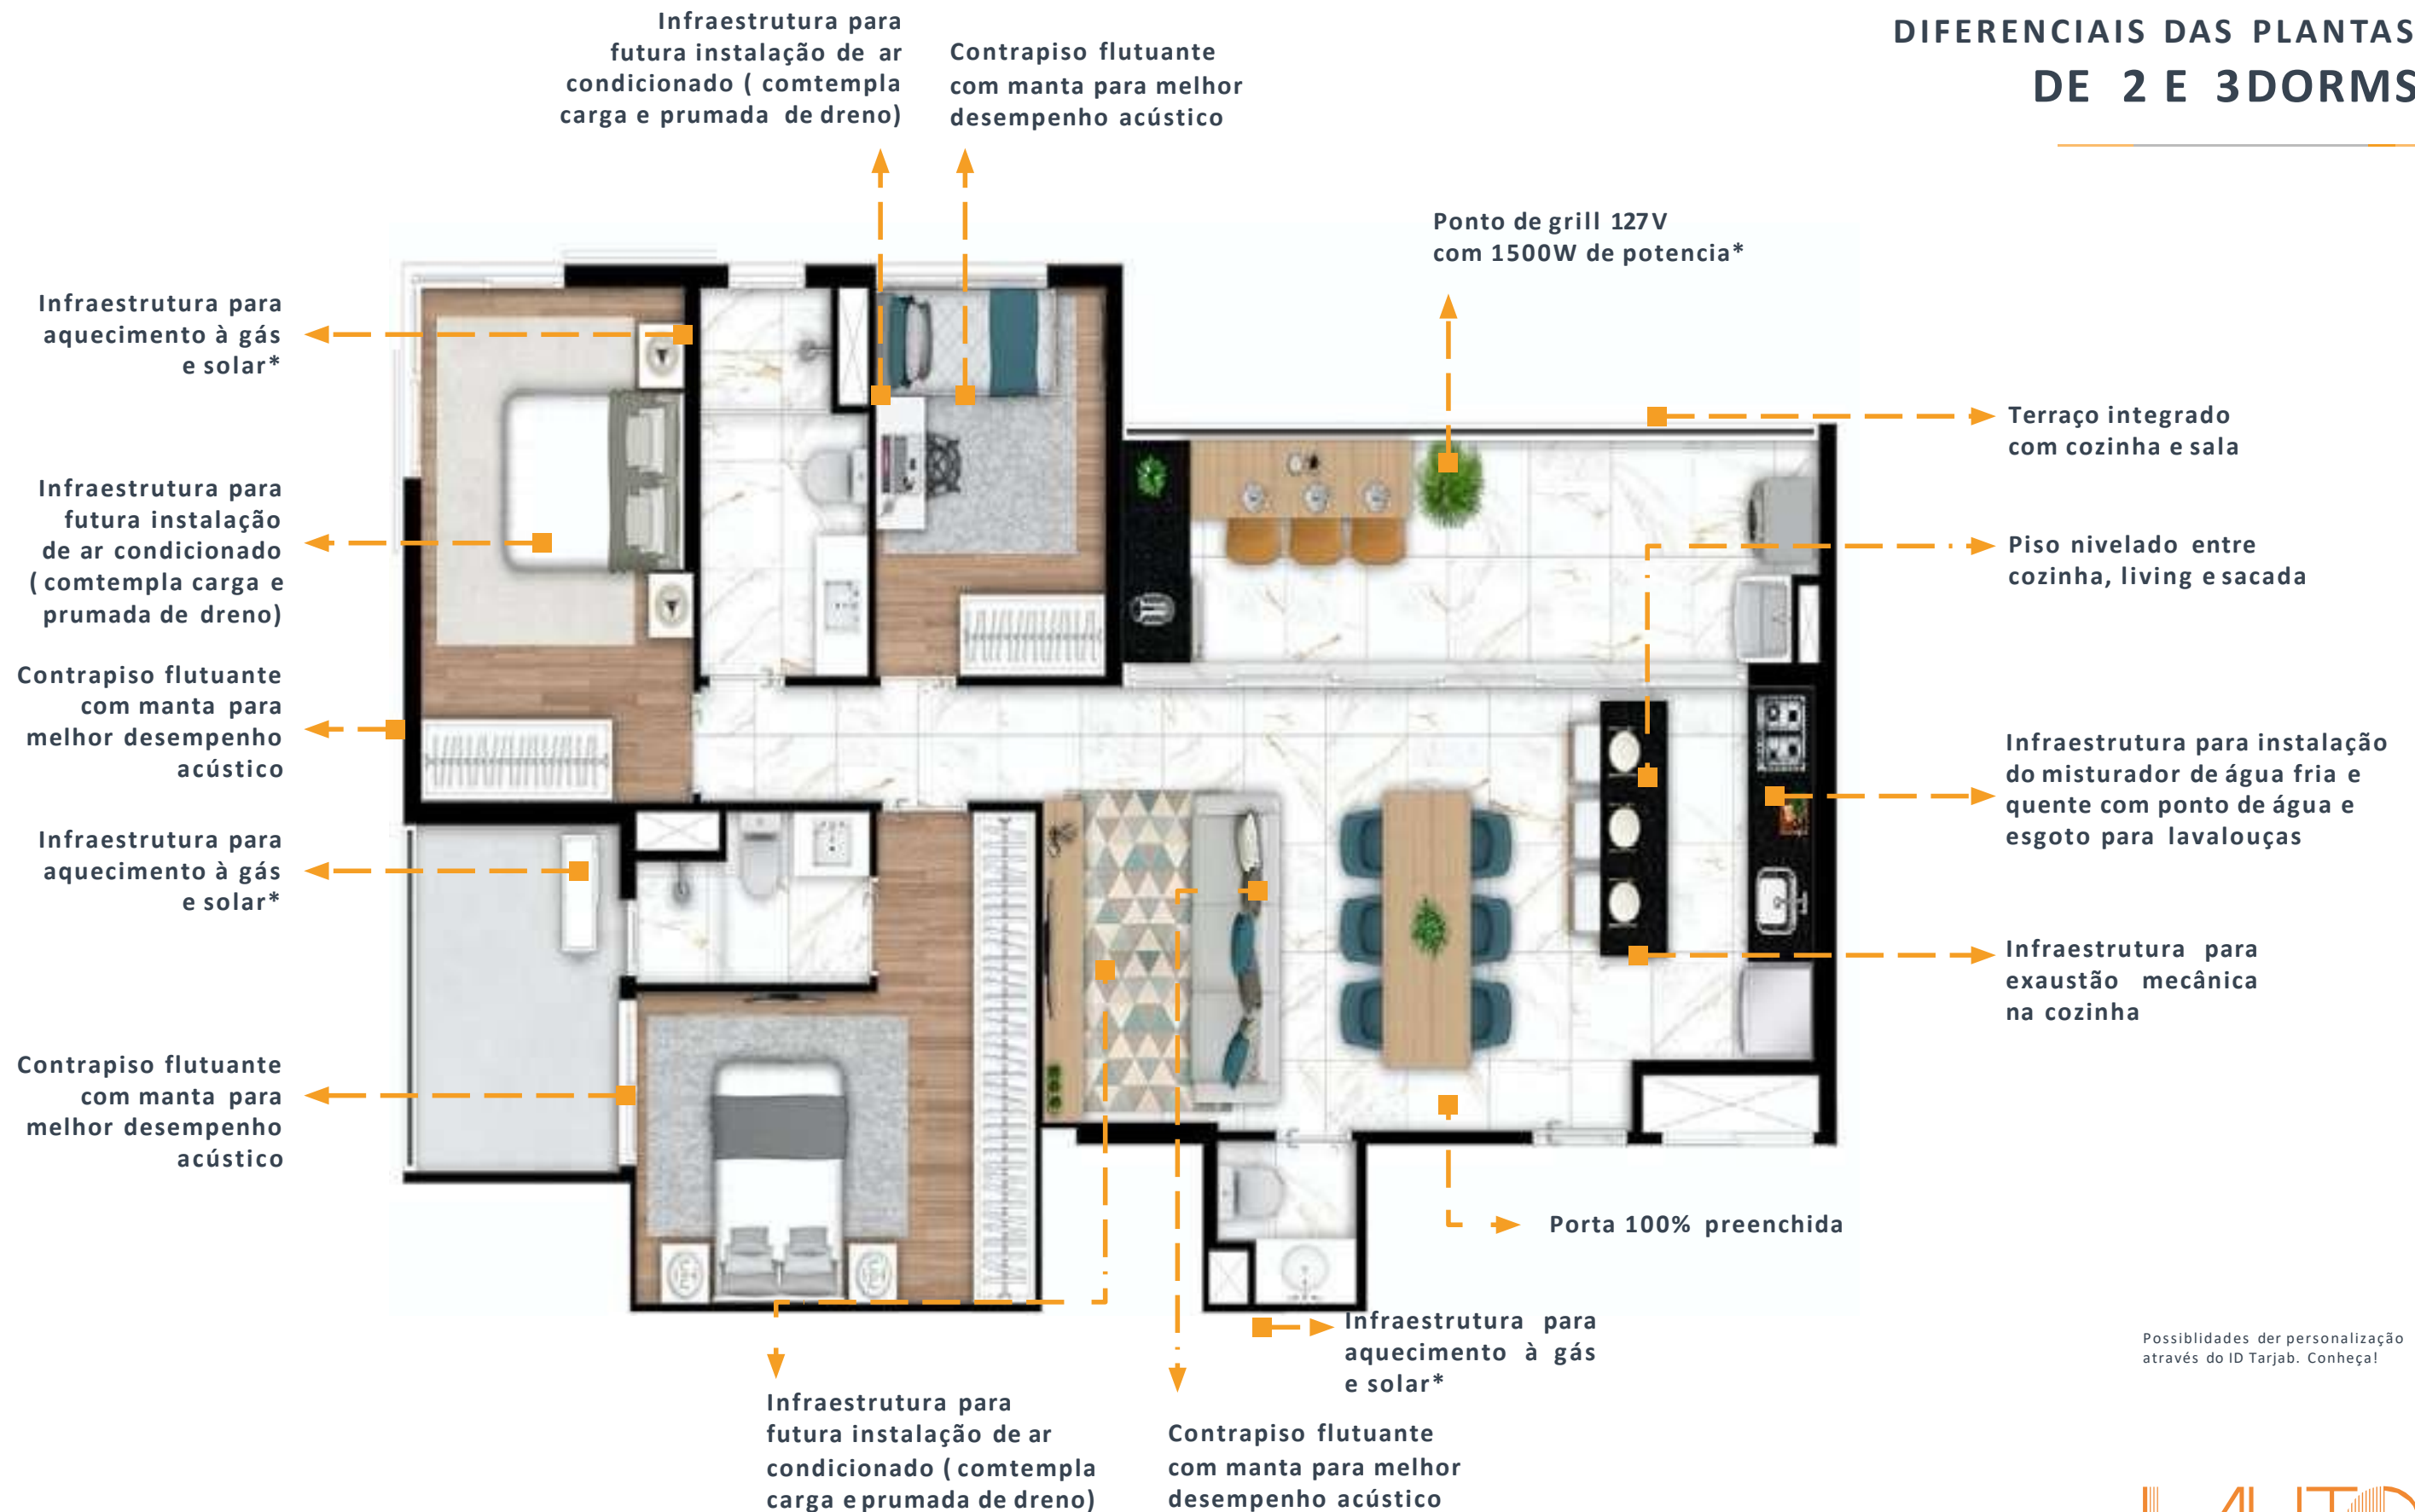 DIFERENCIAIS DAS PLANTAS
DE 2 E 3 DORMS
Infraestrutura para
futura instalação de ar
condicionado ( comtempla
carga e prumada de dreno)
Contrapiso flutuante
com manta para melhor
desempenho acústico
Ponto de grill 127V
com 1500W de potencia*
Infraestrutura para
aquecimento à gás
e solar*
Infraestrutura para
futura instalação
de ar condicionado
( comtempla carga e
prumada de dreno)
Contrapiso flutuante
com manta para
melhor desempenho
acústico
Infraestrutura para
aquecimento à gás
e solar*
Contrapiso flutuante
com manta para
melhor desempenho
acústico
Terraço integrado
com cozinha e sala
Piso nivelado entre
cozinha, living e sacada
Infraestrutura para instalação
do misturador de água fria e
quente com ponto de água e
esgoto para lavalouças
Infraestrutura para
exaustão mecânica
na cozinha
Porta 100% preenchida
Infraestrutura para
aquecimento à gás
e solar*
Infraestrutura para
futura instalação de ar
condicionado ( comtempla
carga e prumada de dreno)
Contrapiso flutuante
com manta para melhor
desempenho acústico
Possiblidades der personalização
através do ID Tarjab. Conheça!